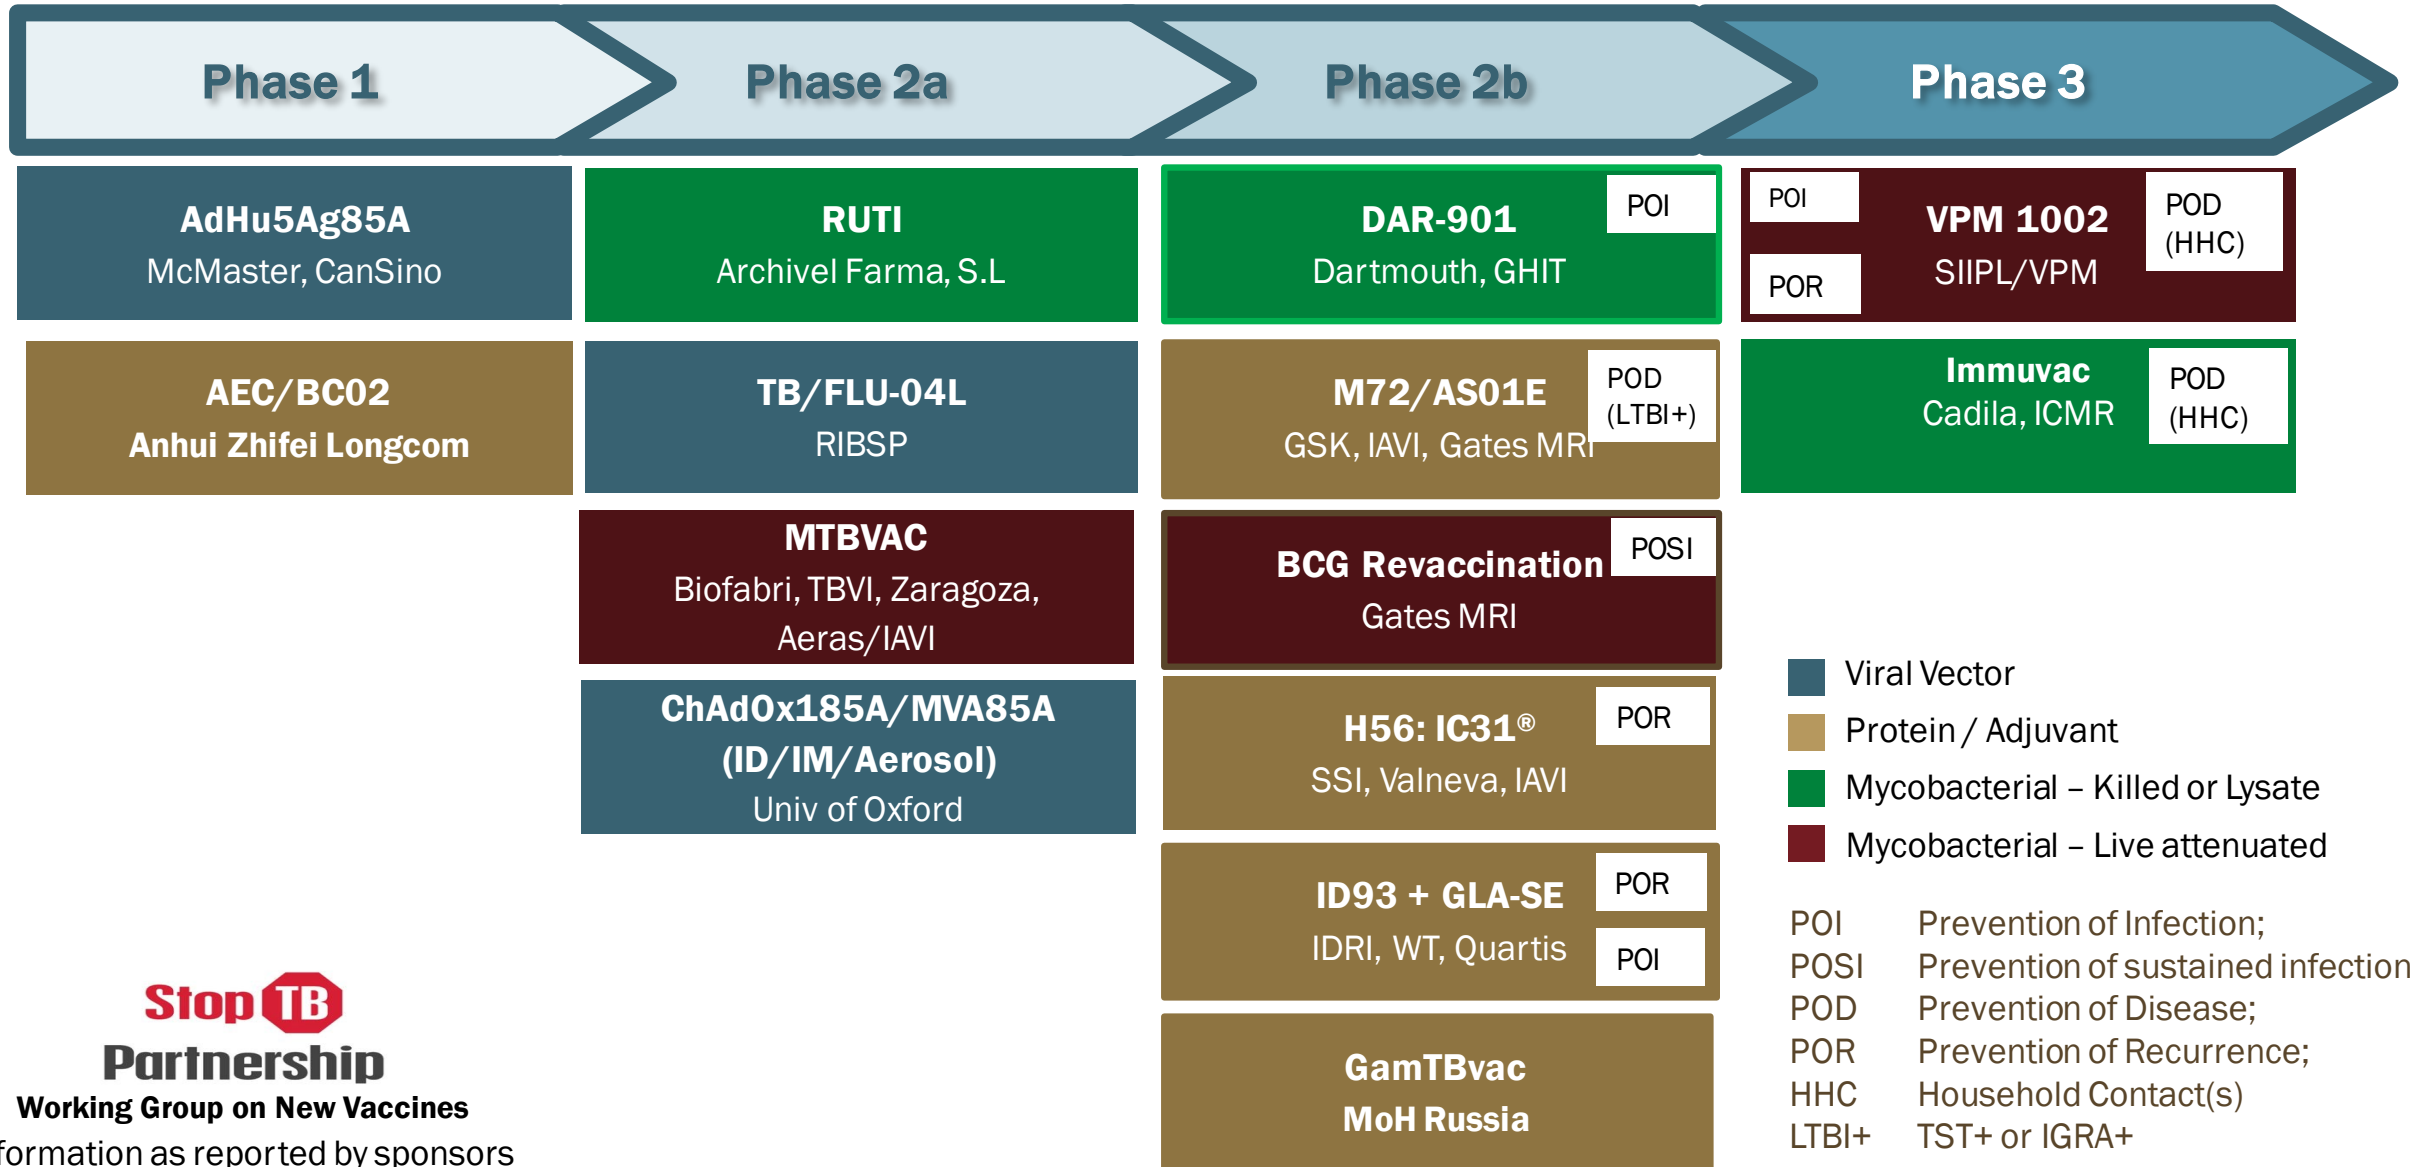 Phase 1
Phase 2a
Phase 2b
Phase 3
AdHu5Ag85A
McMaster, CanSino
AEC/BC02
Anhui Zhifei Longcom
RUTI
Archivel Farma, S.L
TB/FLU-04L
RIBSP
MTBVAC
Biofabri, TBVI, Zaragoza,
Aeras/IAVI
ChAdOx185A/MVA85A
(ID/IM/Aerosol)
Univ of Oxford
DAR-901
Dartmouth, GHIT
POI
M72/AS01E
GSK, IAVI, Gates MRI
POD
(LTBI+)
BCG Revaccination
Gates MRI
POSI
H56: IC31®
SSI, Valneva, IAVI
POR
ID93 + GLA-SE
IDRI, WT, Quartis
POR
POI
GamTBvac
MoH Russia
POI
POR
VPM 1002
SIIPL/VPM
POD
(HHC)
Immuvac
Cadila, ICMR
POD
(HHC)
Viral Vector
Protein / Adjuvant
Mycobacterial – Killed or Lysate
Mycobacterial – Live attenuated
POI Prevention of Infection;
POSI Prevention of sustained infection
POD Prevention of Disease;
POR Prevention of Recurrence;
HHC Household Contact(s)
LTBI+ TST+ or IGRA+
Stop TB
Partnership
Working Group on New Vaccines
as reported by sponsors